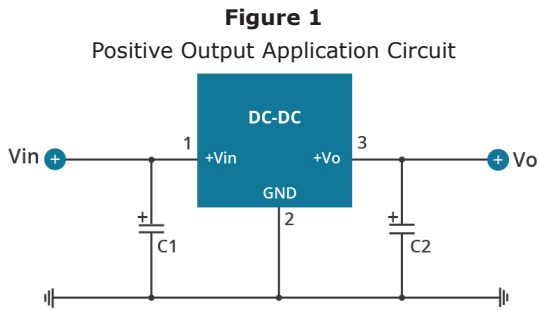 Figure 1
Positive Output Application Circuit
DC-DC
Vin +
1
+Vin
+Vo
3
+ Vo
GND
2
+
C1
+
C2